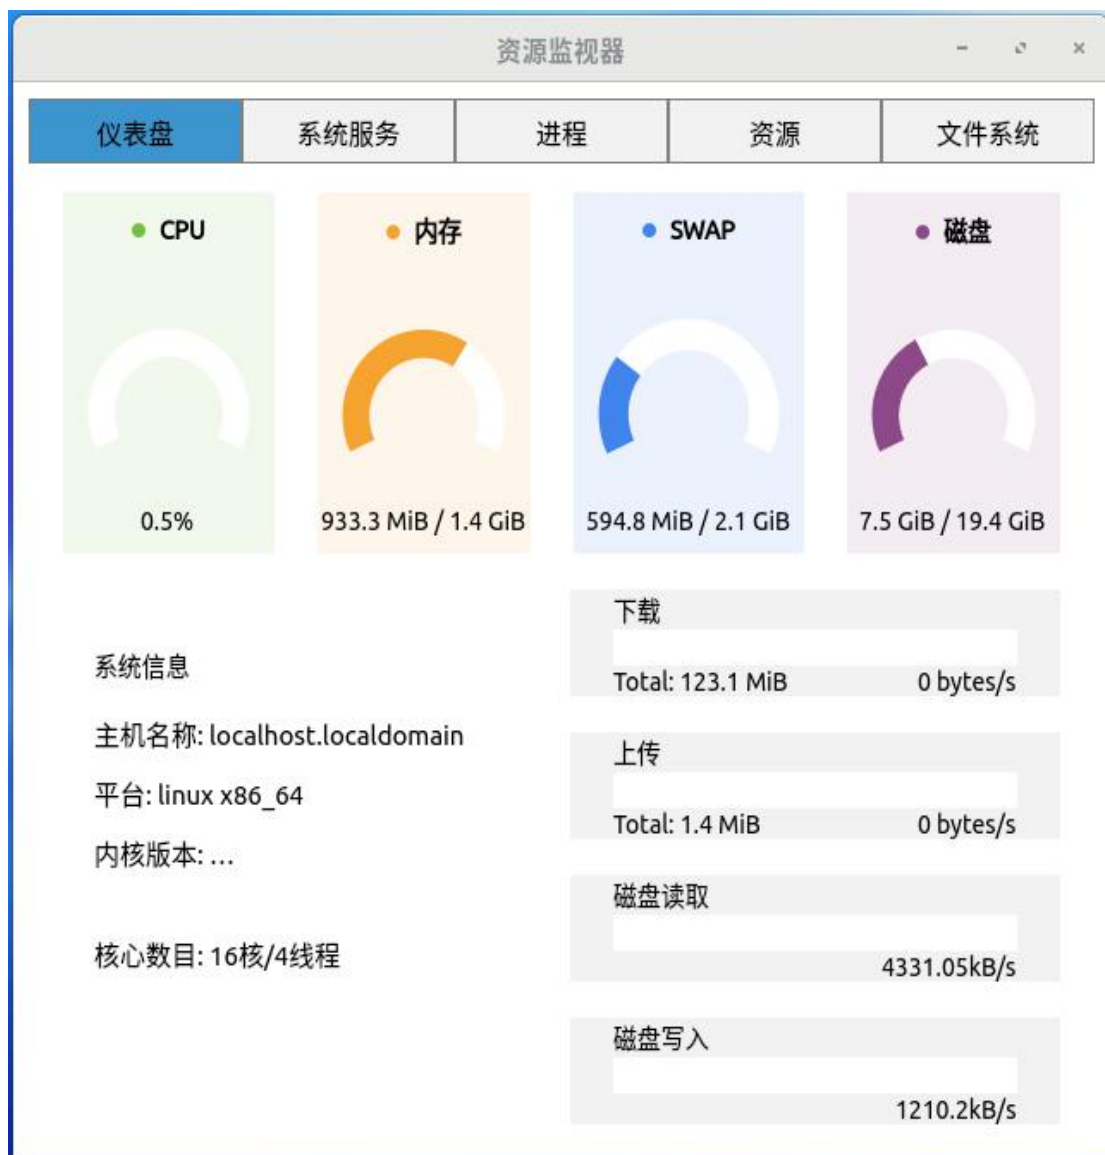 资源监视器
仪表盘 系统服务 进程 资源 文件系统
CPU 内存 SWAP 磁盘
0.5% 933.3 MiB / 1.4 GiB 594.8 MiB / 2.1 GiB 7.5 GiB / 19.4 GiB
系统信息
主机名称: localhost.localdomain
平台: linux x86_64
内核版本: ...
核心数目: 16核/4线程
下载
Total: 123.1 MiB 0 bytes/s
上传
Total: 1.4 MiB 0 bytes/s
磁盘读取
4331.05kB/s
磁盘写入
1210.2kB/s